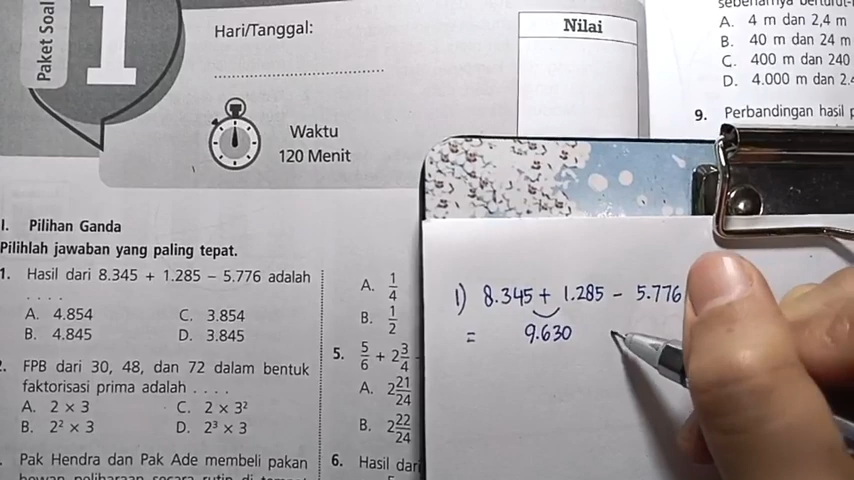 Paket Soal
1
Hari/Tanggal:
Nilai
Waktu
120 Menit
I. Pilihan Ganda
Pilihlah jawaban yang paling tepat.
1. Hasil dari 8.345 + 1.285 – 5.776 adalah
. . . .
A. 4.854 C. 3.854
B. 4.845 D. 3.845
FPB dari 30, 48, dan 72 dalam bentuk
faktorisasi prima adalah . . . .
A. 2 × 3 C. 2 × 3²
B. 2² × 3 D. 2³ × 3
Pak Hendra dan Pak Ade membeli pakan
A. 1/4
B. 1/2
5. 5/6 + 2 3/4
A. 2 21/24
B. 2 22/24
6. Hasil dari
A. 4 m dan 2,4 m
B. 40 m dan 24 m
C. 400 m dan 240
D. 4.000 m dan
9. Perbandingan hasil
1) 8.345 + 1.285 – 5.776
= 9.630